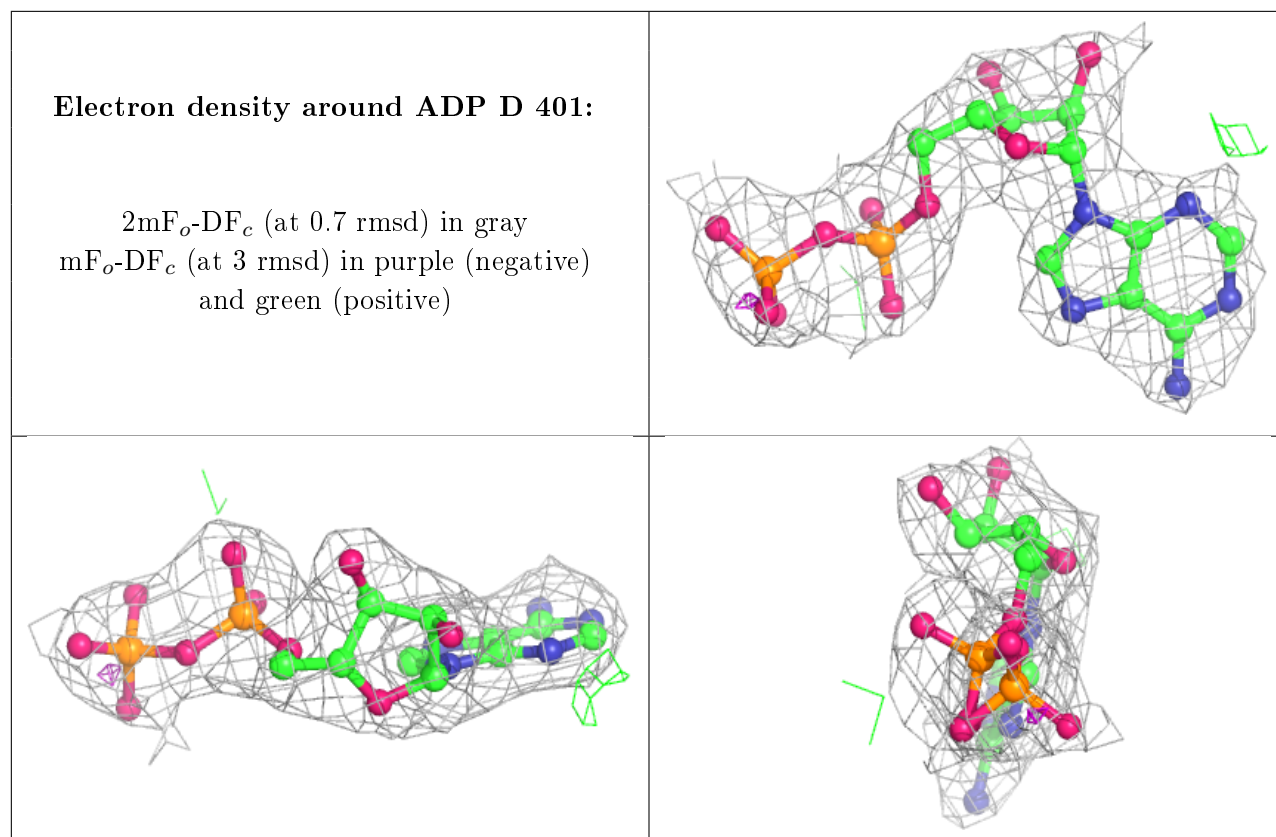 Electron density around ADP D 401:
2mFo-DFc (at 0.7 rmsd) in gray
mFo-DFc (at 3 rmsd) in purple (negative)
and green (positive)